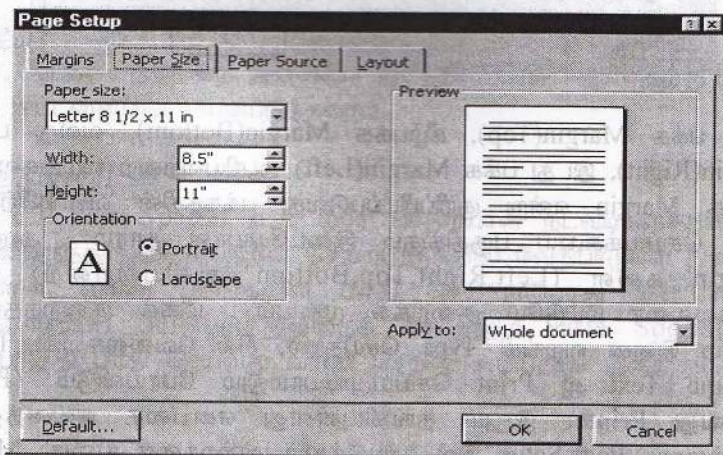 Page Setup
Margins
Paper Size
Paper Source
Layout
Paper size:
Letter 8 1/2 x 11 in
Width:
8.5"
Height:
11"
Orientation
A
Portrait
Landscape
Preview
Apply to:
Whole document
Default...
OK
Cancel